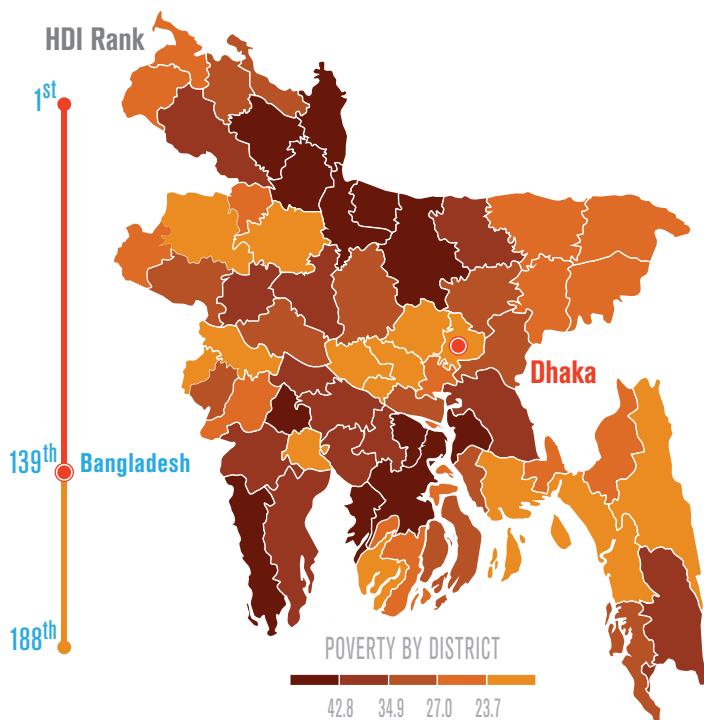 HDI Rank
1st
139th
Bangladesh
188th
Dhaka
POVERTY BY DISTRICT
42.8 34.9 27.0 23.7